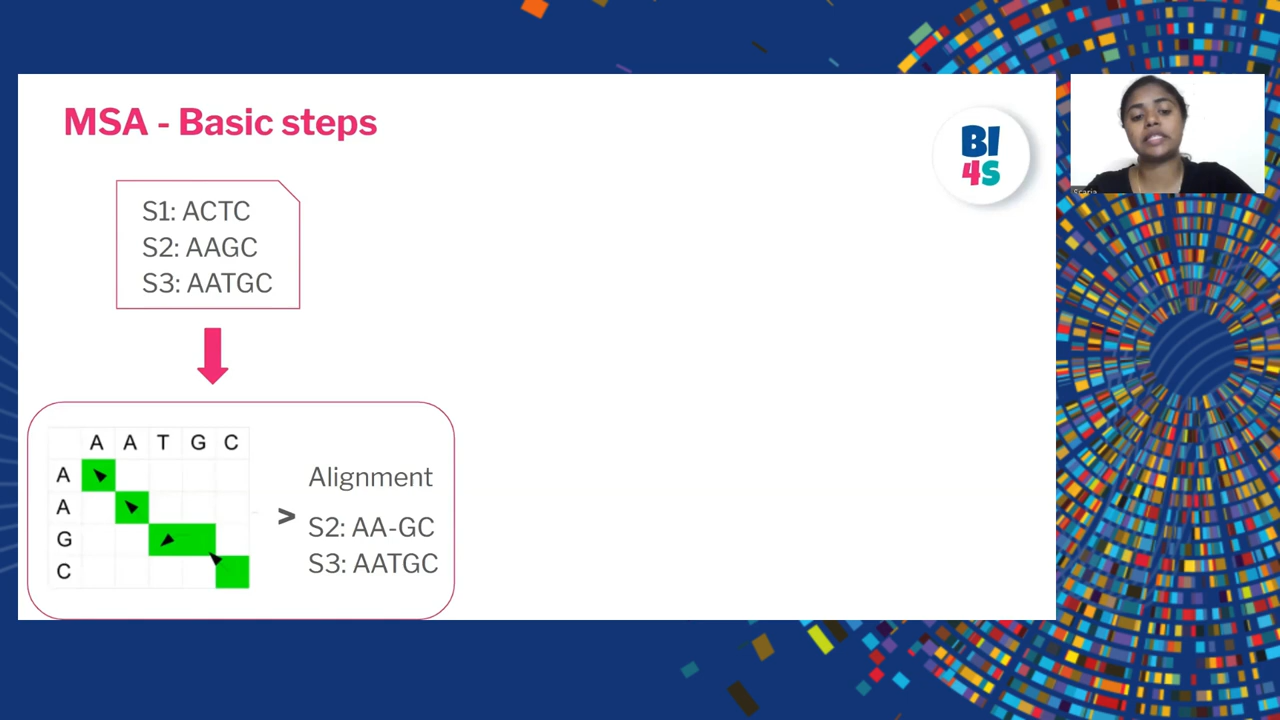 MSA - Basic steps
BI
4S
S1: ACTC
S2: AAGC
S3: AATGC
A A T G C
A
A
G
C
>
Alignment
S2: AA-GC
S3: AATGC